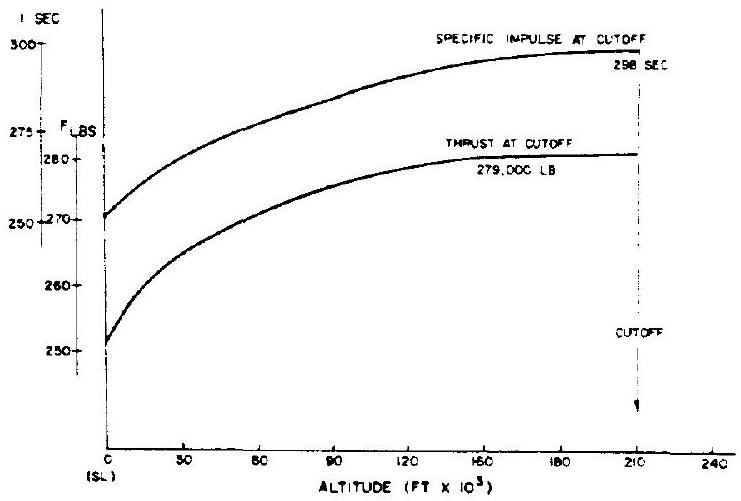 I SEC
SPECIFIC IMPULSE AT CUTOFF
300
298 SEC
275
F LBS
THRUST AT CUTOFF
280
279,000 LB
250
270
260
CUTOFF
250
0
30
60
90
120
150
180
210
240
(SL)
ALTITUDE (FT X 10³)